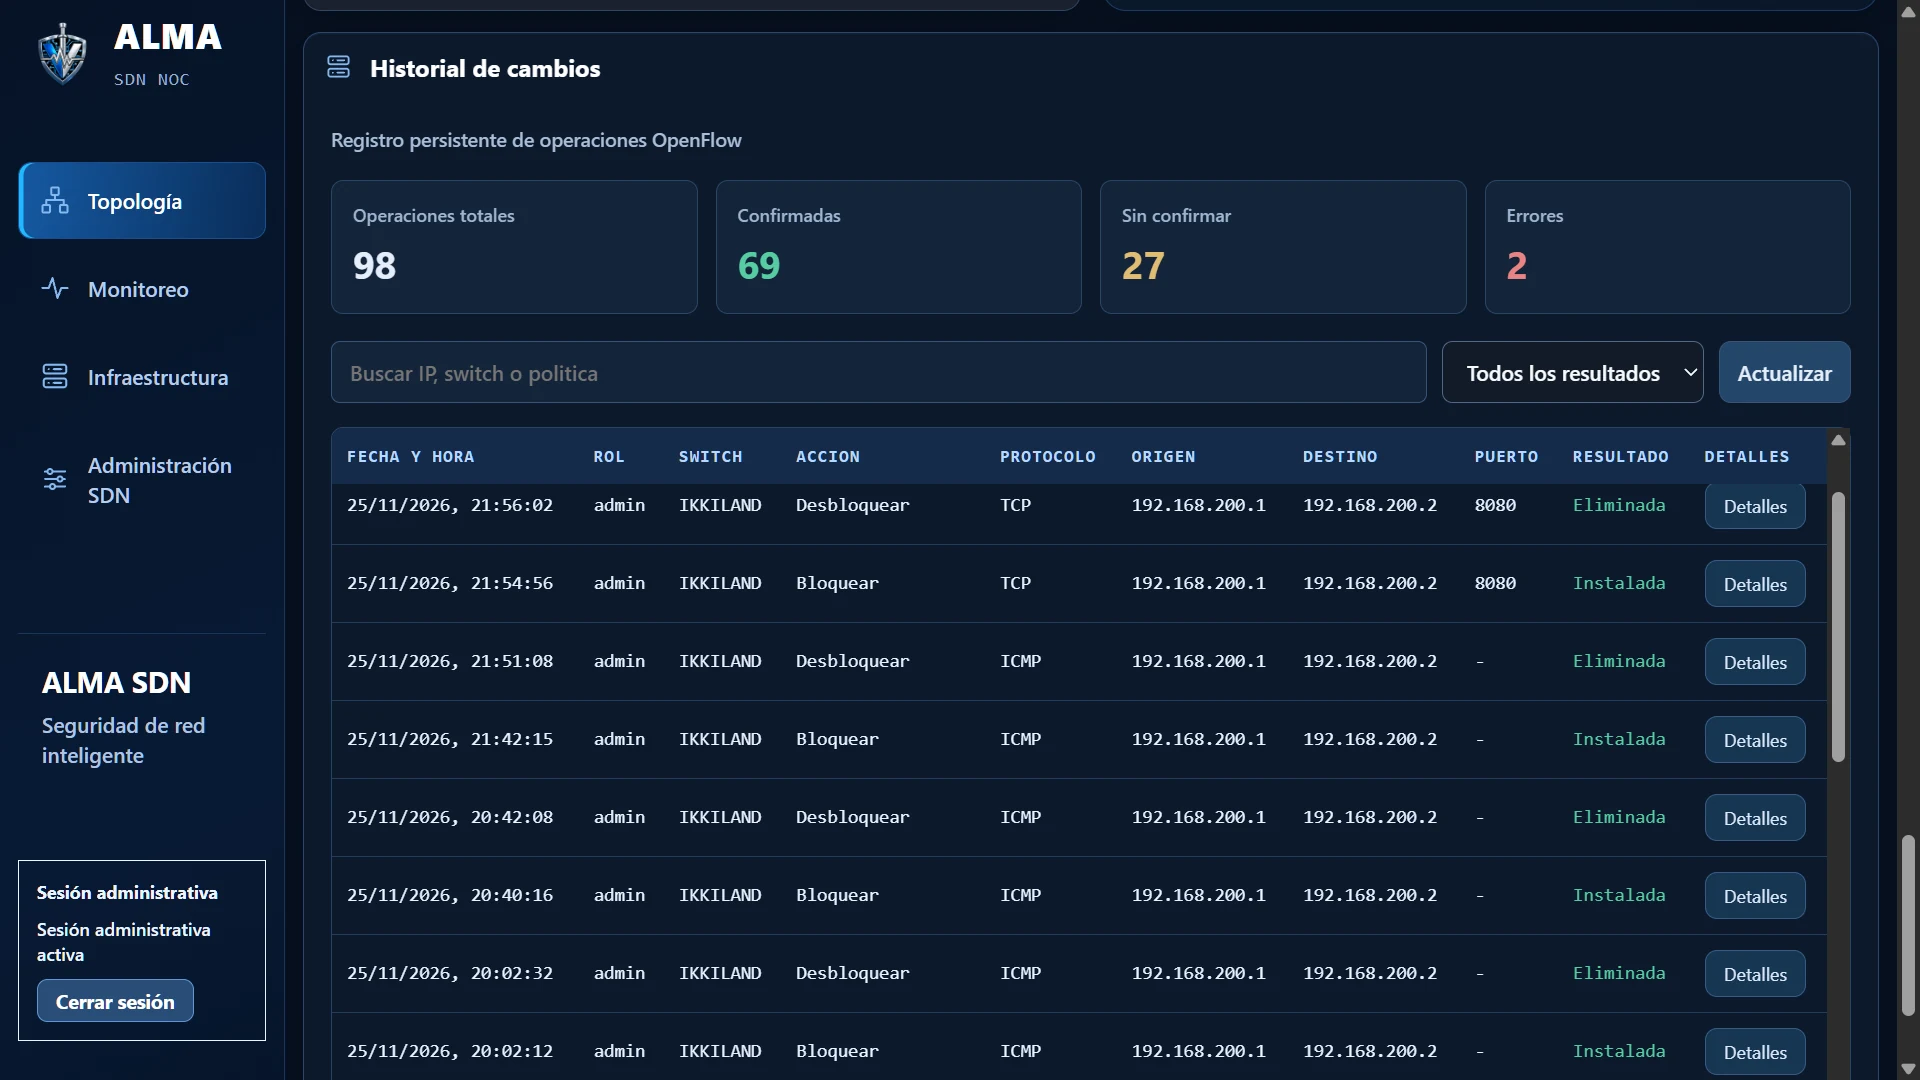 ALMA
SDN NOC
Topología
Monitoreo
Infraestructura
Administración
SDN
ALMA SDN
Seguridad de red
inteligente
Sesión administrativa
Sesión administrativa
activa
Cerrar sesión
Historial de cambios
Registro persistente de operaciones OpenFlow
Operaciones totales
98
Confirmadas
69
Sin confirmar
27
Errores
2
Buscar IP, switch o politica
Todos los resultados
Actualizar
FECHA Y HORA ROL SWITCH ACCION PROTOCOLO ORIGEN DESTINO PUERTO RESULTADO DETALLES
25/11/2026, 21:56:02 admin IKKILAND Desbloquear TCP 192.168.200.1 192.168.200.2 8080 Eliminada Detalles
25/11/2026, 21:54:56 admin IKKILAND Bloquear TCP 192.168.200.1 192.168.200.2 8080 Instalada Detalles
25/11/2026, 21:51:08 admin IKKILAND Desbloquear ICMP 192.168.200.1 192.168.200.2 - Eliminada Detalles
25/11/2026, 21:42:15 admin IKKILAND Bloquear ICMP 192.168.200.1 192.168.200.2 - Instalada Detalles
25/11/2026, 20:42:08 admin IKKILAND Desbloquear ICMP 192.168.200.1 192.168.200.2 - Eliminada Detalles
25/11/2026, 20:40:16 admin IKKILAND Bloquear ICMP 192.168.200.1 192.168.200.2 - Instalada Detalles
25/11/2026, 20:02:32 admin IKKILAND Desbloquear ICMP 192.168.200.1 192.168.200.2 - Eliminada Detalles
25/11/2026, 20:02:12 admin IKKILAND Bloquear ICMP 192.168.200.1 192.168.200.2 - Instalada Detalles